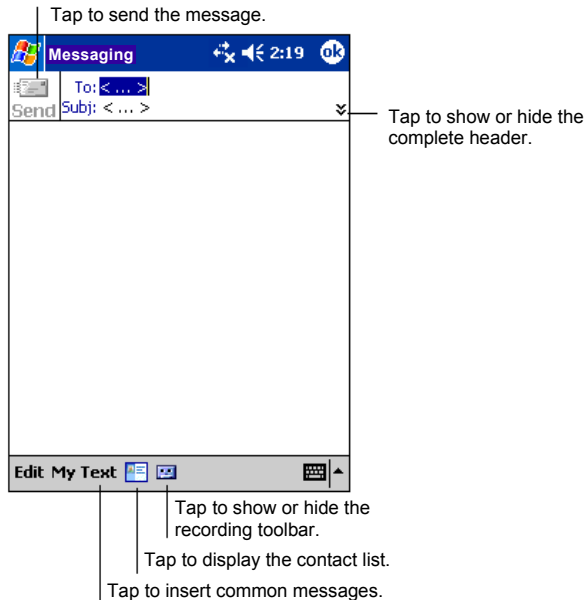 Tap to send the message.
Messaging 2:19 ok
To: < ... >
Send Subj: < ... >
Tap to show or hide the
complete header.
Edit My Text
Tap to show or hide the
recording toolbar.
Tap to display the contact list.
Tap to insert common messages.